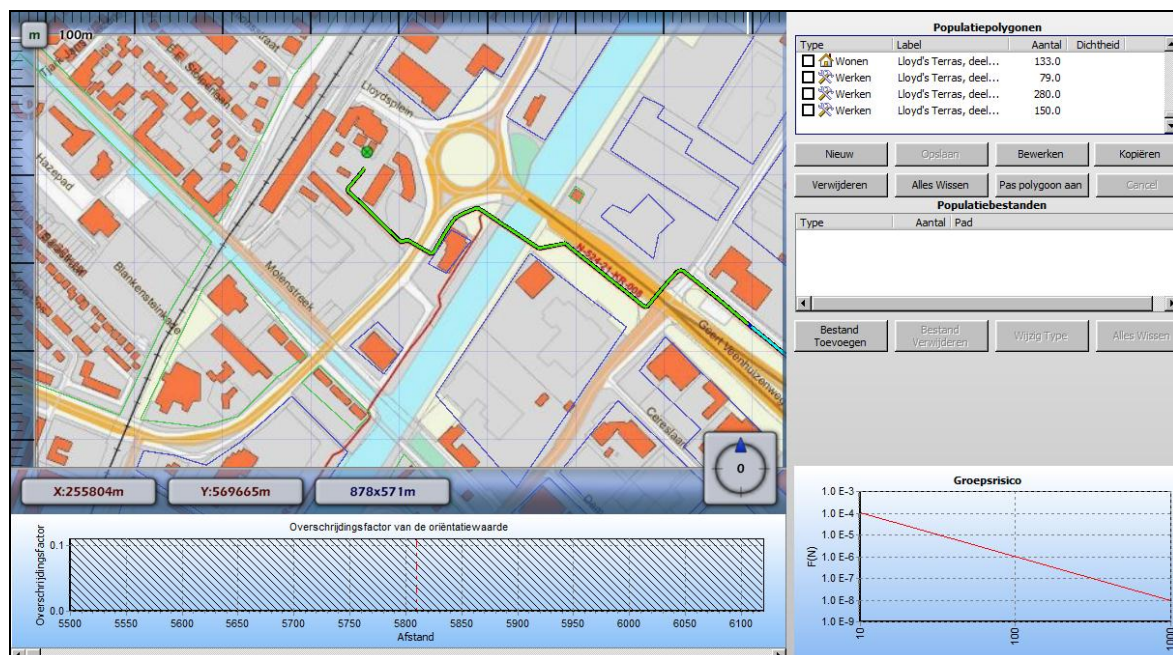 m
100m
Lloydsplein
Hazepad
Blankensteinkade
Molenstreek
N-524-21-KR-008
Geert Veenhuizenweg
Cereslaan
0
X:255804m
Y:569665m
878x571m
Overschrijdingsfactor van de oriëntatiewaarde
Overschrijdingsfactor
0.1
0.0
5500 5550 5600 5650 5700 5750 5800 5850 5900 5950 6000 6050 6100
Afstand
Populatiepolygonen
Type Label Aantal Dichtheid
Wonen Lloyd's Terras, deel... 133.0
Werken Lloyd's Terras, deel... 79.0
Werken Lloyd's Terras, deel... 280.0
Werken Lloyd's Terras, deel... 150.0
Nieuw Opslaan Bewerken Kopiëren
Verwijderen Alles Wissen Pas polygoon aan Cancel
Populatiebestanden
Type Aantal Pad
Bestand Toevoegen
Bestand Verwijderen
Wijzig Type
Alles Wissen
Groepsrisico
F(N)
1.0 E-3
1.0 E-4
1.0 E-5
1.0 E-6
1.0 E-7
1.0 E-8
1.0 E-9
10 100 1000